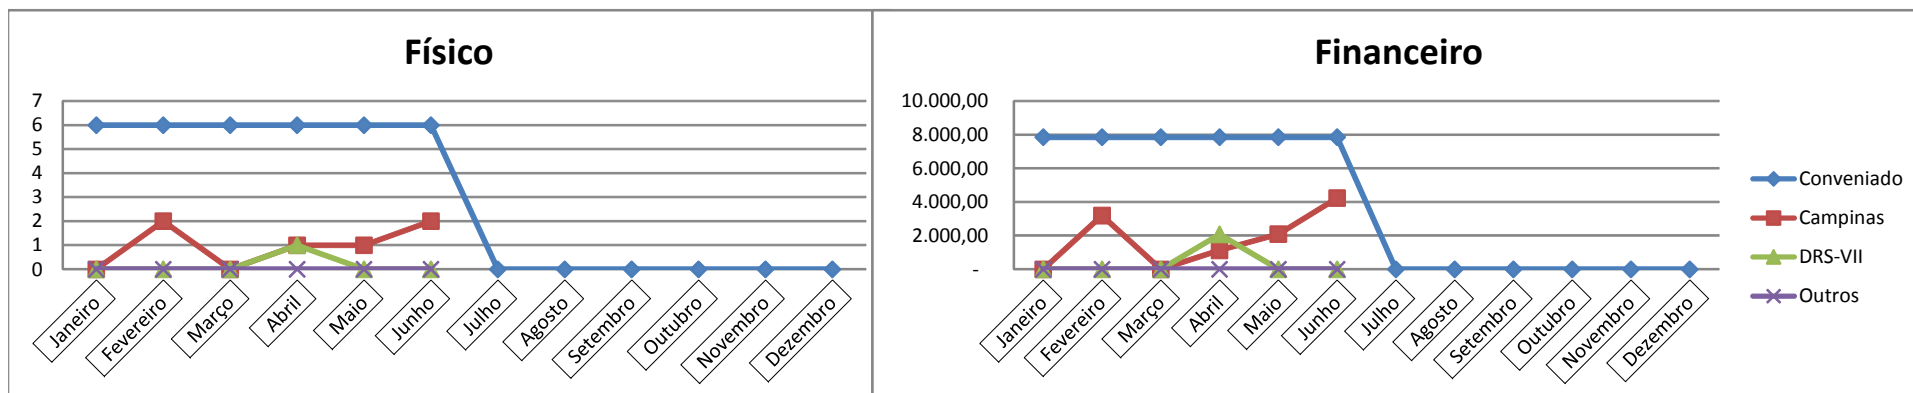 Físico
7
6
5
4
3
2
1
0
Janeiro
Fevereiro
Março
Abril
Maio
Junho
Julho
Agosto
Setembro
Outubro
Novembro
Dezembro
Financeiro
10.000,00
8.000,00
6.000,00
4.000,00
2.000,00
-
Janeiro
Fevereiro
Março
Abril
Maio
Junho
Julho
Agosto
Setembro
Outubro
Novembro
Dezembro
Conveniado
Campinas
DRS-VII
Outros